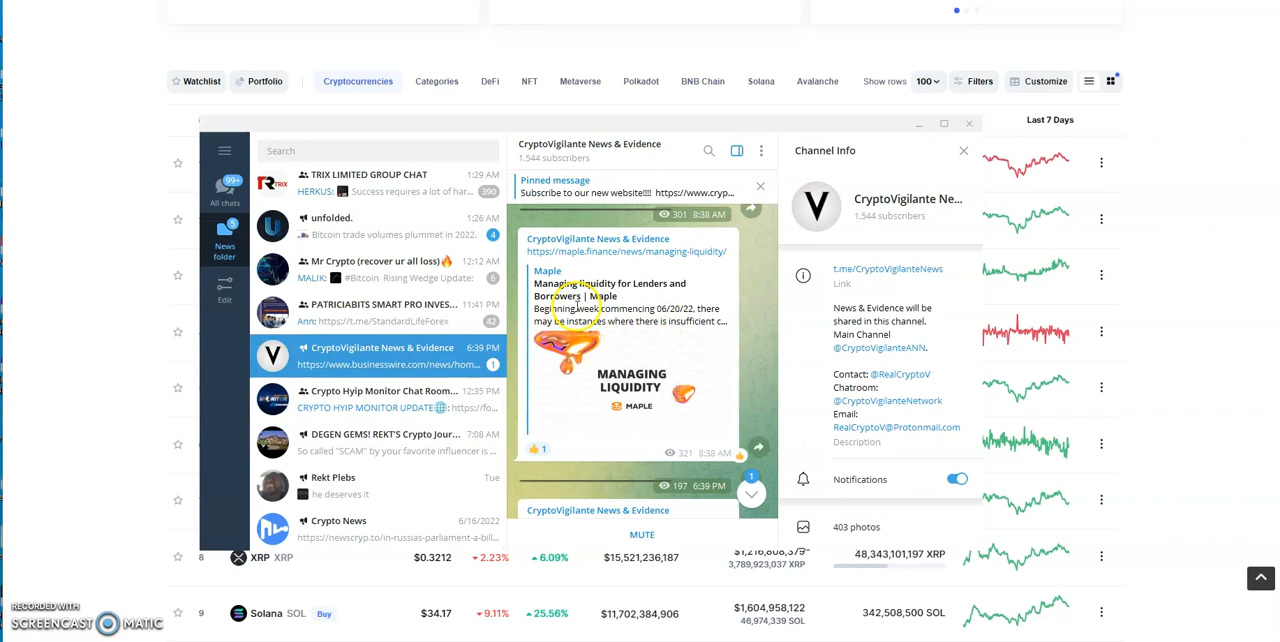 Watchlist Portfolio Cryptocurrencies Categories DeFi NFT Metaverse Polkadot BNB Chain Solana Avalanche Show rows 100 Filters Customize
Last 7 Days
All chats
99+
News folder
5
Edit
Search
TRIX LIMITED GROUP CHAT 1:29 AM
HERKUS: Success requires a lot of har... 390
unfolded. 1:26 AM
Bitcoin trade volumes plummet in 2022. 4
Mr Crypto (recover ur all loss) 12:12 AM
MALIK: #Bitcoin Rising Wedge Update: 6
PATRICIABITS SMART PRO INVES... 11:41 PM
Ann: https://t.me/StandardLifeForex 42
CryptoVigilante News & Evidence 6:39 PM
https://www.businesswire.com/news/hom... 1
Crypto Hyip Monitor Chat Room... 12:35 PM
CRYPTO HYIP MONITOR UPDATE: https://fo...
DEGEN GEMS! REKT'S Crypto Jour... 7:08 AM
So called "SCAM" by your favorite influencer is ...
Rekt Plebs Tue
he deserves it
Crypto News 6/16/2022
https://newscryp.to/in-russias-parliament-a-bill...
CryptoVigilante News & Evidence
1.544 subscribers
Pinned message
Subscribe to our new website!!!! https://www.cryp...
301 8:38 AM
CryptoVigilante News & Evidence
https://maple.finance/news/managing-liquidity/
Maple
Managing liquidity for Lenders and
Borrowers | Maple
Beginning week commencing 06/20/22, there
may be instances where there is insufficient c...
MANAGING
LIQUIDITY
MAPLE
1
321 8:38 AM
1
197 6:39 PM
CryptoVigilante News & Evidence
MUTE
Channel Info
V
CryptoVigilante Ne...
1.544 subscribers
t.me/CryptoVigilanteNews
Link
News & Evidence will be
shared in this channel.
Main Channel
@CryptoVigilanteANN.
Contact: @RealCryptoV
Chatroom:
@CryptoVigilanteNetwork
Email:
RealCryptoV@Protonmail.com
Description
Notifications
403 photos
8 XRP XRP $0.3212 2.23% 6.09% $15,521,236,187 48,343,101,197 XRP
3,789,923,037 XRP
9 Solana SOL Buy $34.17 9.11% 25.56% $11,702,384,906 $1,604,958,122 342,508,500 SOL
46,974,339 SOL
RECORDED WITH
SCREENCAST MATIC